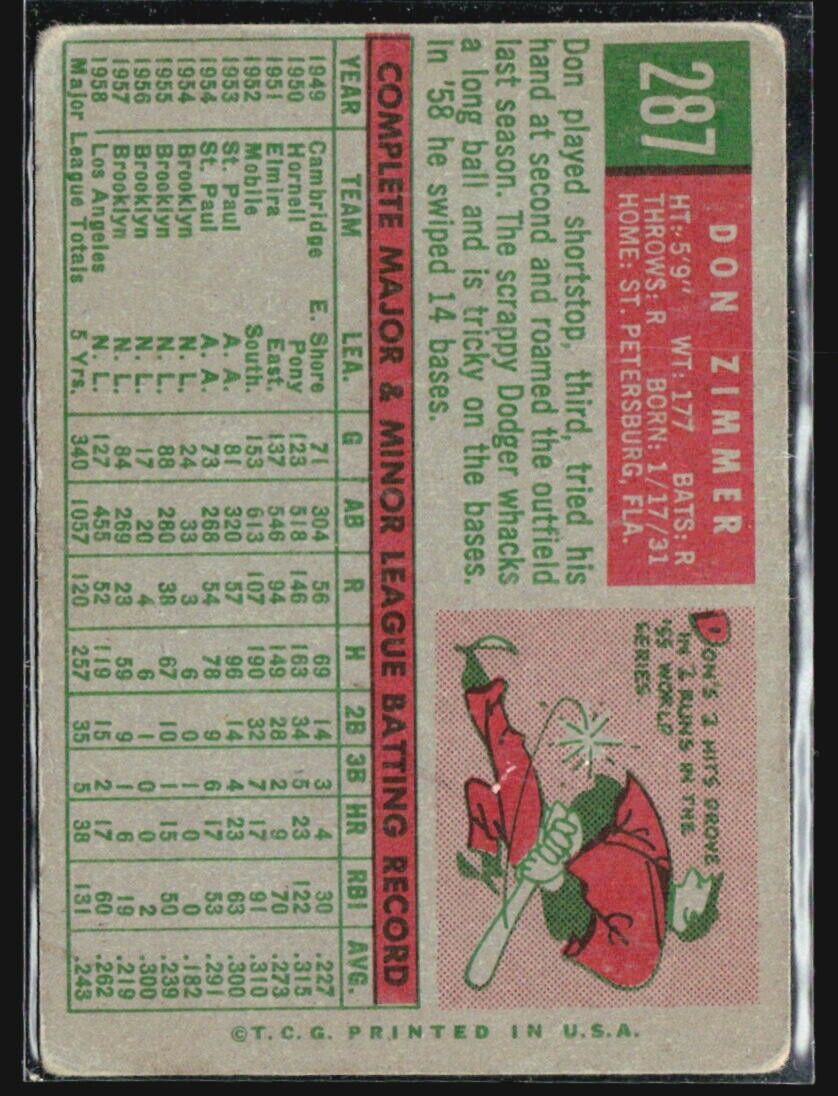 287
DON ZIMMER
HT: 5'9" WT: 177 BATS: R
THROWS: R BORN: 1/17/31
HOME: ST. PETERSBURG, FLA.
Don played shortstop, third, tried his
hand at second and roamed the outfield
last season. The scrappy Dodger whacks
a long ball and is tricky on the bases.
In '58 he swiped 14 bases.
DON'S 2 HITS DROVE
IN 2 RUNS IN THE
'55 WORLD
SERIES.
COMPLETE MAJOR & MINOR LEAGUE BATTING RECORD
YEAR TEAM LEA. G AB R H 2B 3B HR RBI AVG.
1949 Cambridge E. Shore 71 304 56 69 14 3 4 30 .227
1950 Hornell Pony 123 518 146 163 34 5 23 122 .315
1951 Elmira East. 137 546 94 149 28 2 9 70 .273
1952 Mobile South. 153 613 107 190 32 7 17 91 .310
1953 St. Paul A. A. 81 320 57 96 14 4 23 63 .300
1954 St. Paul A. A. 73 268 54 78 9 6 17 53 .291
1954 Brooklyn N. L. 24 33 3 6 0 1 0 0 .182
1955 Brooklyn N. L. 88 280 38 67 10 1 15 50 .239
1956 Brooklyn N. L. 17 20 4 6 1 0 0 2 .300
1957 Brooklyn N. L. 84 269 23 59 9 1 6 19 .219
1958 Los Angeles N. L. 127 455 52 119 15 2 17 60 .262
Major League Totals 5 Yrs. 340 1057 120 257 35 5 38 131 .243
©T.C.G. PRINTED IN U.S.A.